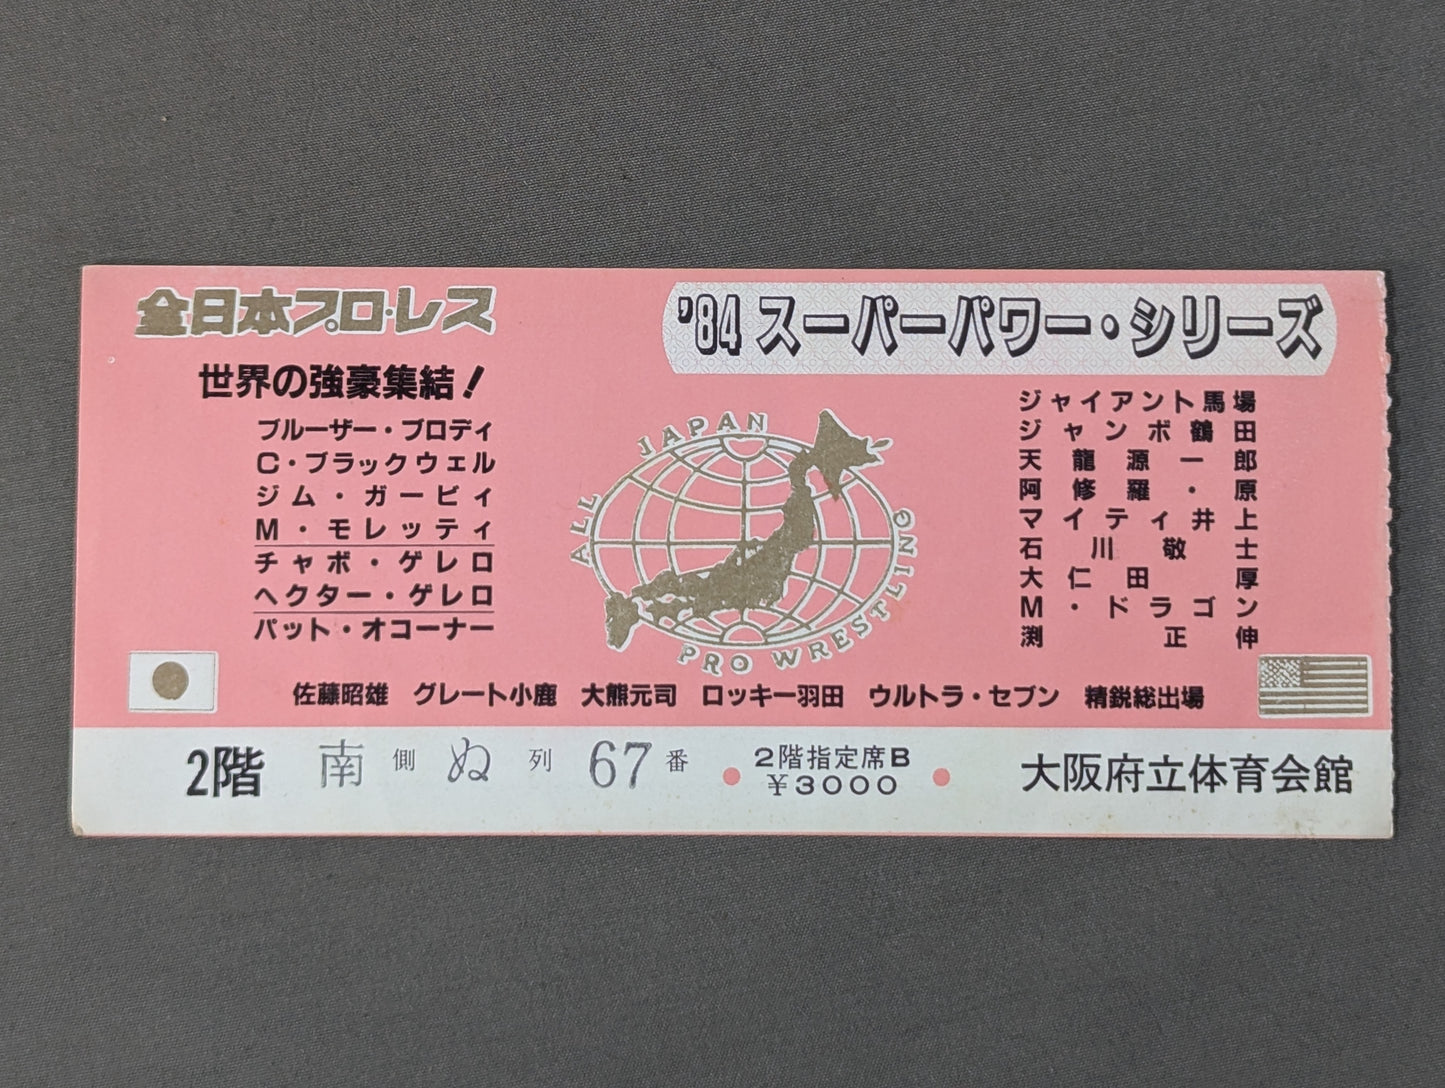 全日本プロ・レス
'84 スーパーパワー・シリーズ
世界の強豪集結!
ブルーザー・ブロディ
C・ブラックウェル
ジム・ガービィ
M・モレッティ
チャボ・ゲレロ
ヘクター・ゲレロ
パット・オコーナー
ALL JAPAN
PRO WRESTLING
ジャイアント馬場
ジャンボ鶴田
天龍源一郎
阿修羅・原
マイティ井上
石川敬士
大仁田厚
M・ドラゴン
渕正伸
佐藤昭雄 グレート小鹿 大熊元司 ロッキー羽田 ウルトラ・セブン 精鋭総出場
2階 南側 ぬ列 67番 ● 2階指定席B ¥3000 ● 大阪府立体育会館